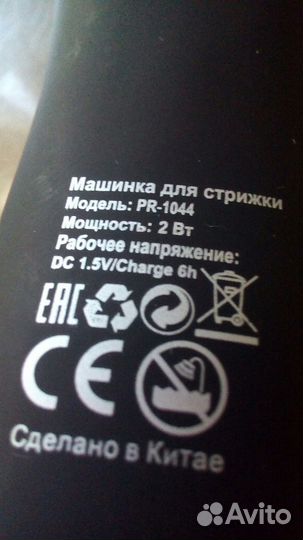 Машинка для стрижки
Модель: PR-1044
Мощность: 2 Вт
Рабочее напряжение:
DC 1.5V/Charge 6h
EAC
CE
Сделано в Китае
Avito